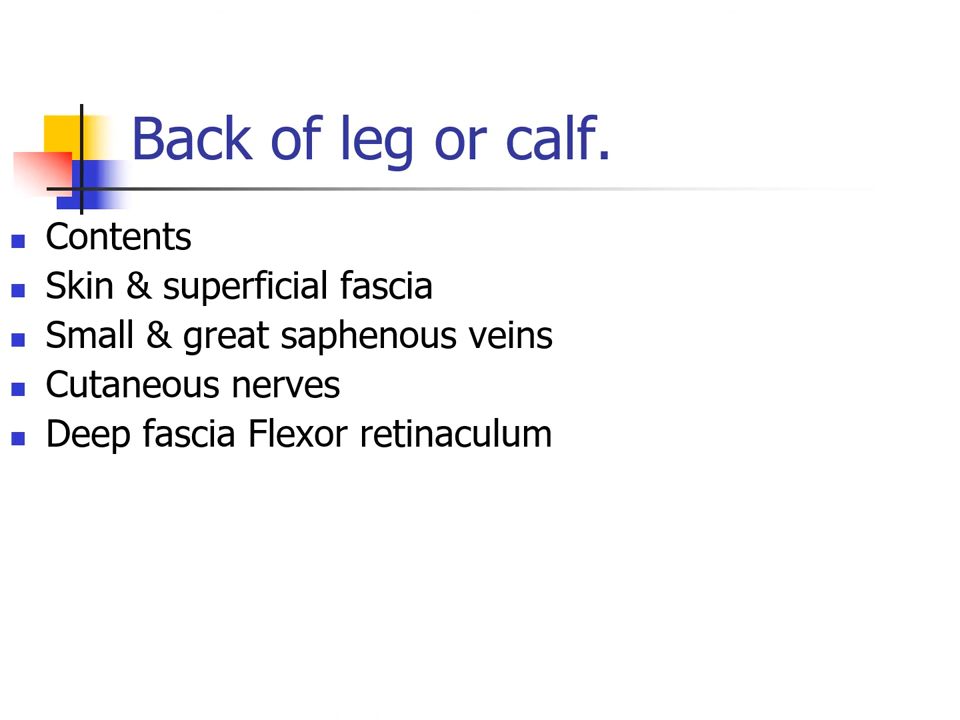 Back of leg or calf.
Contents
Skin & superficial fascia
Small & great saphenous veins
Cutaneous nerves
Deep fascia Flexor retinaculum